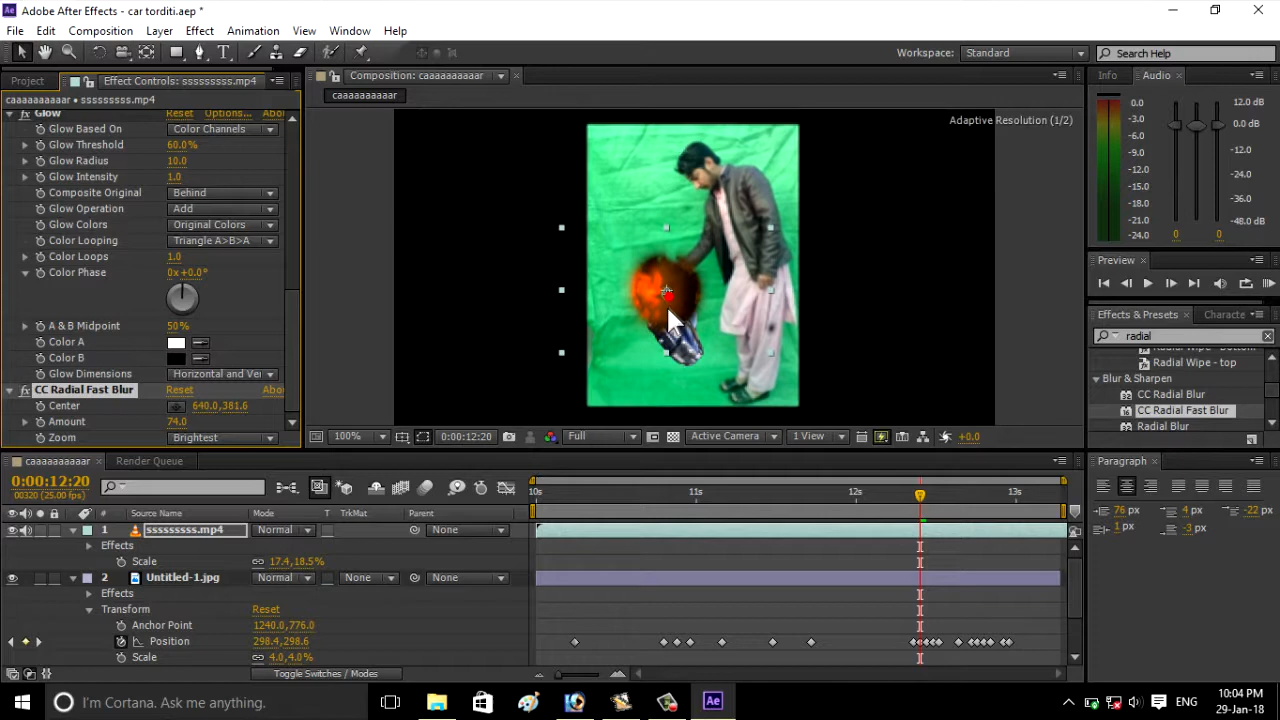 Adobe After Effects - car torditi.aep *
File Edit Composition Layer Effect Animation View Window Help
Workspace: Standard Search Help
Project Effect Controls: sssssssss.mp4 Composition: caaaaaaaaaar Info Audio
caaaaaaaaaar • sssssssss.mp4 caaaaaaaaaar
Glow Reset Options... Abou
Glow Based On Color Channels
Glow Threshold 60.0%
Glow Radius 10.0
Glow Intensity 1.0
Composite Original Behind
Glow Operation Add
Glow Colors Original Colors
Color Looping Triangle A>B>A
Color Loops 1.0
Color Phase 0x+0.0°
A & B Midpoint 50%
Color A
Color B
Glow Dimensions Horizontal and Ver
CC Radial Fast Blur Reset Abou
Center 640.0,381.6
Amount 74.0
Zoom Brightest
Adaptive Resolution (1/2)
100% 0:00:12:20 Full Active Camera 1 View +0.0
0.0 12.0 dB
-3.0
-6.0 0.0 dB
-9.0
-12.0 -12.0 dB
-15.0 -24.0
-18.0 -36.0
-21.0
-24.0 -48.0 dB
0 0
Preview
Effects & Presets Characte
radial
Radial Wipe - bottom
Radial Wipe - top
Blur & Sharpen
CC Radial Blur
CC Radial Fast Blur
Radial Blur
caaaaaaaaaar Render Queue
0:00:12:20
00320 (25.00 fps)
10s 11s 12s 13s
# Source Name Mode T TrkMat Parent
1 sssssssss.mp4 Normal None
Effects
Scale 17.4,18.5%
2 Untitled-1.jpg Normal None None
Effects
Transform Reset
Anchor Point 1240.0,776.0
Position 298.4,298.6
Scale 4.0,4.0%
Toggle Switches / Modes
Paragraph
76 px 4 px -22 px
1 px -3 px
I'm Cortana. Ask me anything.
ENG
10:04 PM
29-Jan-18